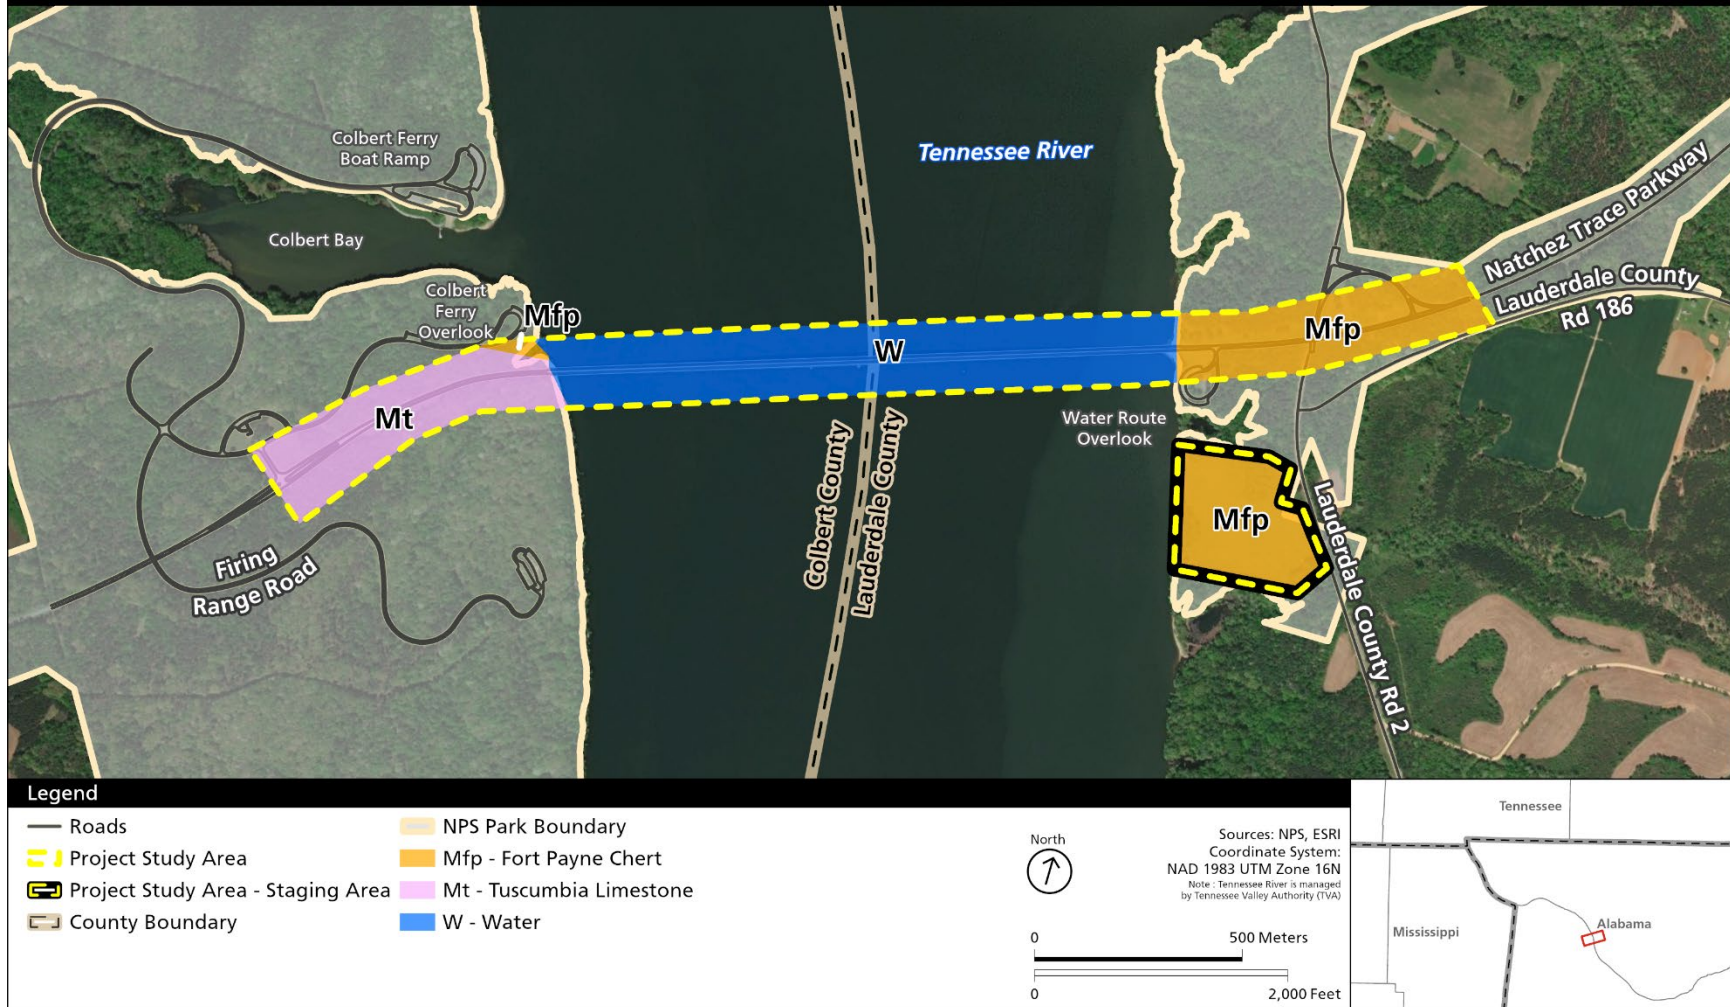 Colbert Ferry
Boat Ramp
Tennessee River
Colbert Bay
Colbert
Ferry
Overlook
Mfp
Natchez Trace Parkway
Lauderdale County
Rd 186
Mfp
W
Mt
Water Route
Overlook
Colbert County
Lauderdale County
Mfp
Lauderdale County Rd 2
Firing
Range Road
Legend
Roads
Project Study Area
Project Study Area - Staging Area
County Boundary
NPS Park Boundary
Mfp - Fort Payne Chert
Mt - Tuscumbia Limestone
W - Water
North
Sources: NPS, ESRI
Coordinate System:
NAD 1983 UTM Zone 16N
Note : Tennessee River is managed
by Tennessee Valley Authority (TVA)
0 500 Meters
0 2,000 Feet
Tennessee
Mississippi
Alabama